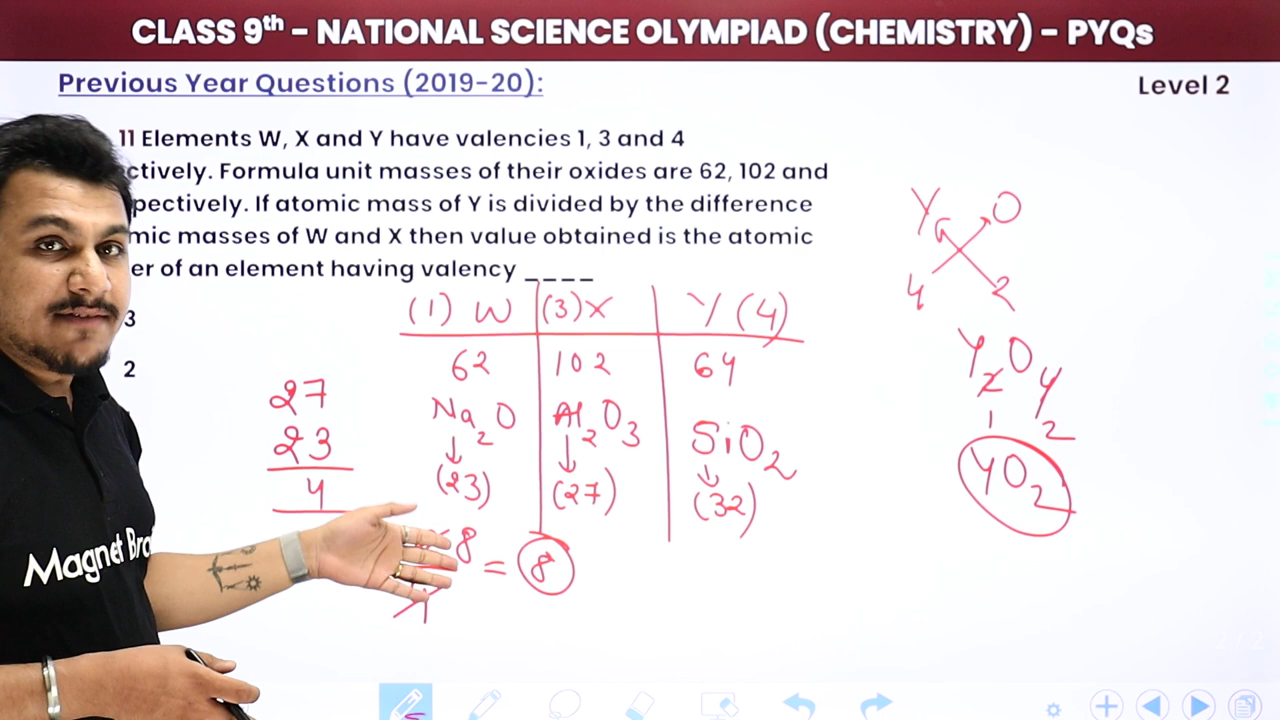 CLASS 9th – NATIONAL SCIENCE OLYMPIAD (CHEMISTRY) – PYQs
Previous Year Questions (2019-20):
Level 2
11 Elements W, X and Y have valencies 1, 3 and 4
ctively. Formula unit masses of their oxides are 62, 102 and
pectively. If atomic mass of Y is divided by the difference
mic masses of W and X then value obtained is the atomic
er of an element having valency ____
3
2
(1) W (3) X Y (4)
62 102 64
Na2O Al2O3 SiO2
(23) (27) (32)
27
23
4
8 = 8
4
Y O
4 2
Y2O4
1 2
YO2
Magnet Bra
2 / 2